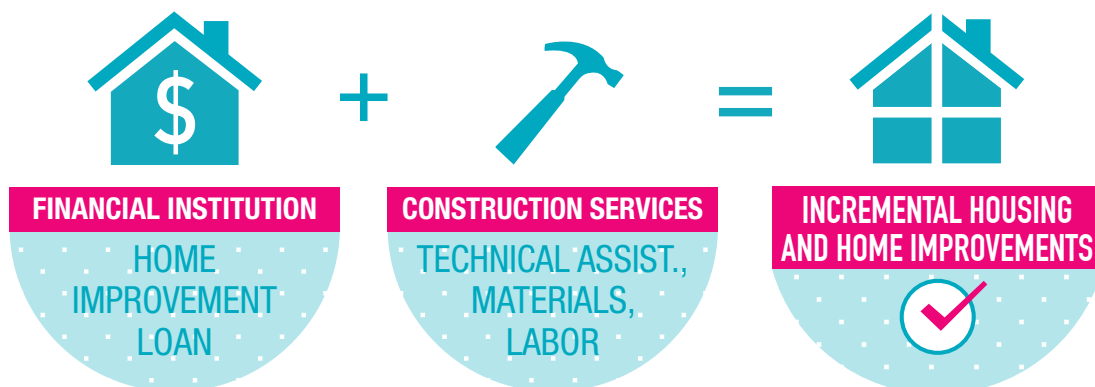 $
+
=
FINANCIAL INSTITUTION
HOME
IMPROVEMENT
LOAN
CONSTRUCTION SERVICES
TECHNICAL ASSIST.,
MATERIALS,
LABOR
INCREMENTAL HOUSING
AND HOME IMPROVEMENTS